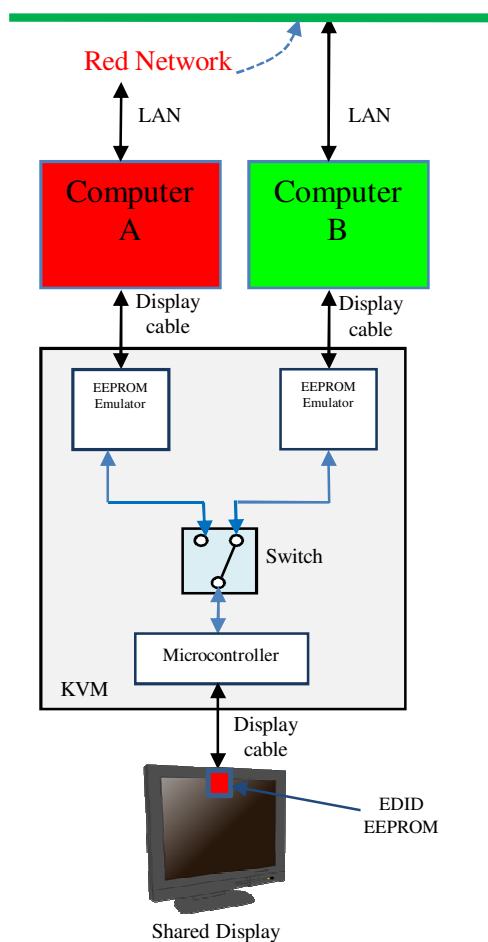 Red Network
LAN
LAN
Computer
A
Computer
B
Display
cable
Display
cable
EEPROM
Emulator
EEPROM
Emulator
Switch
Microcontroller
KVM
Display
cable
EDID
EEPROM
Shared Display